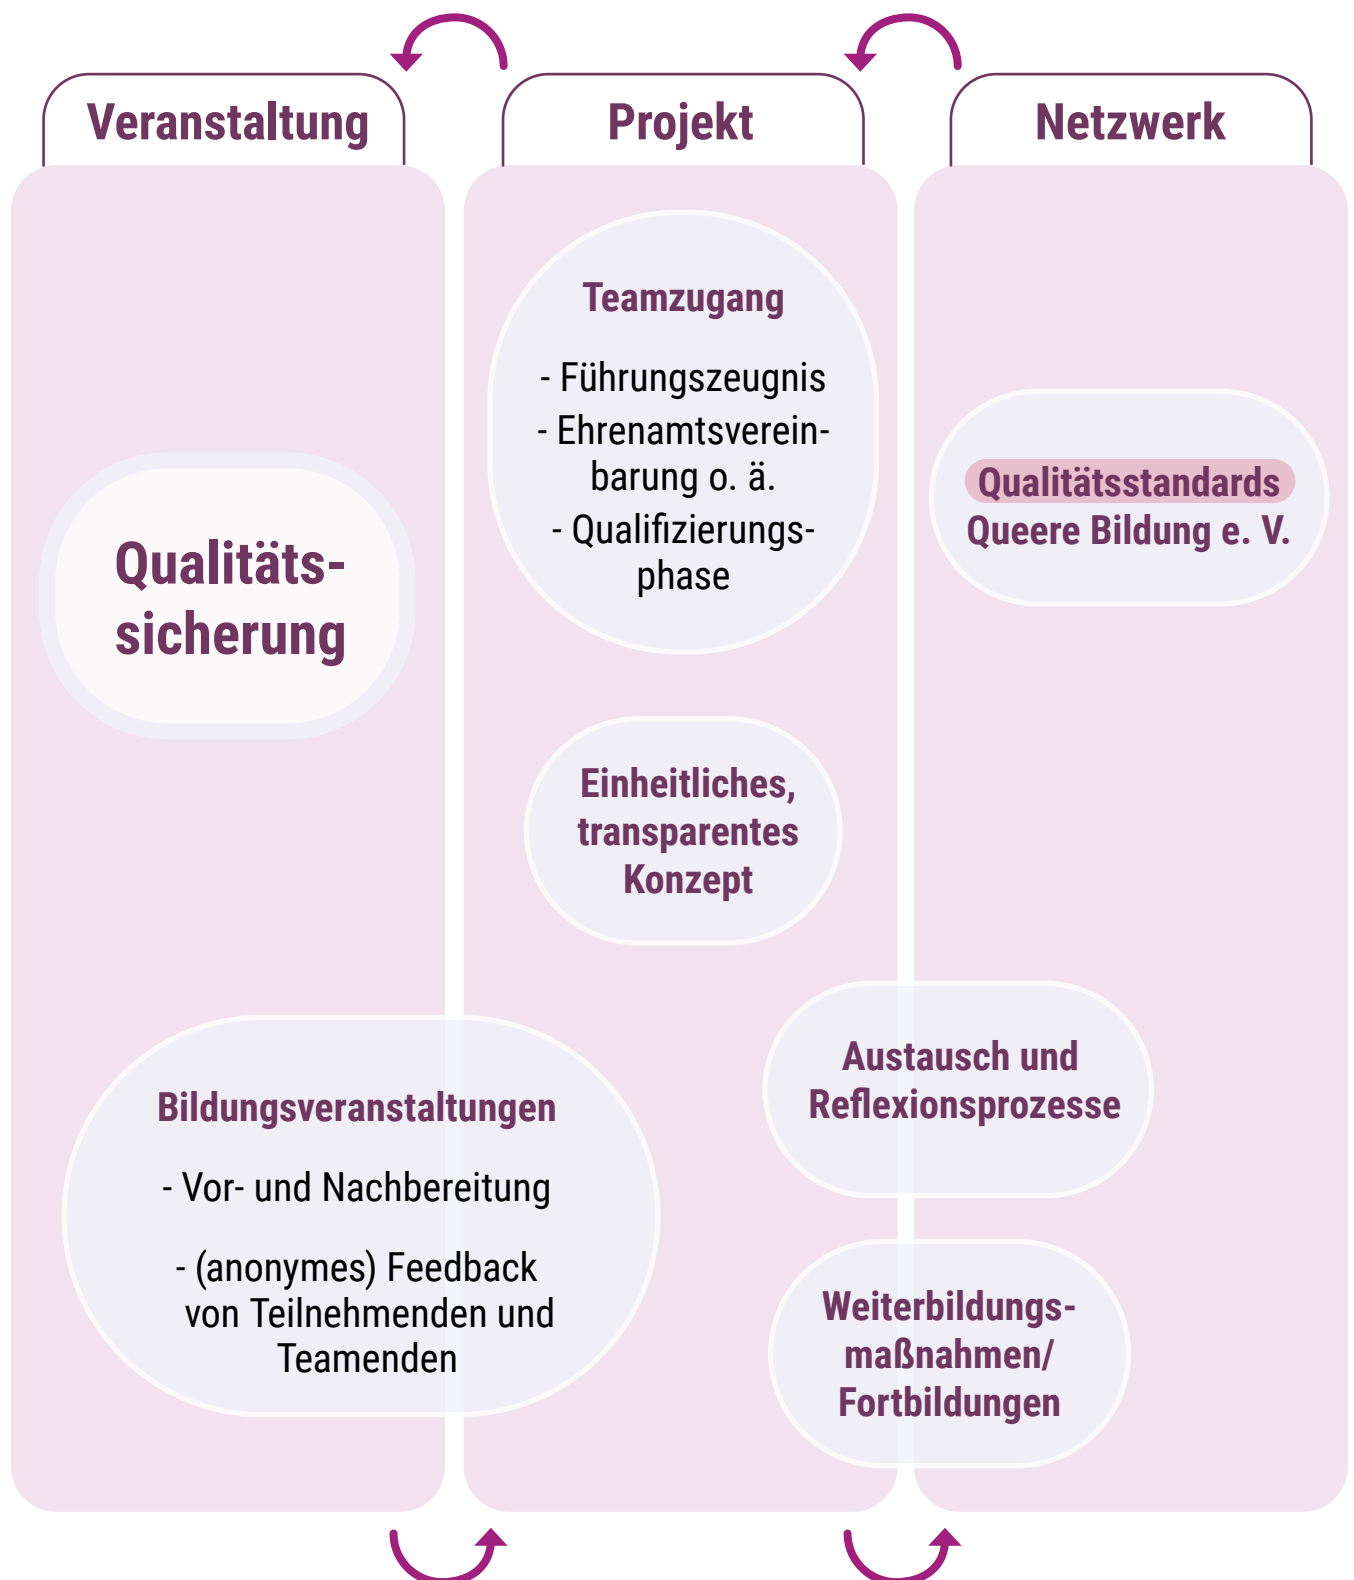 Veranstaltung
Projekt
Netzwerk
Qualitäts-
sicherung
Teamzugang
- Führungszeugnis
- Ehrenamtsverein-
barung o. ä.
- Qualifizierungs-
phase
Einheitliches,
transparentes
Konzept
Qualitätsstandards
Queere Bildung e. V.
Bildungsveranstaltungen
- Vor- und Nachbereitung
- (anonymes) Feedback
von Teilnehmenden und
Teamenden
Austausch und
Reflexionsprozesse
Weiterbildungs-
maßnahmen/
Fortbildungen